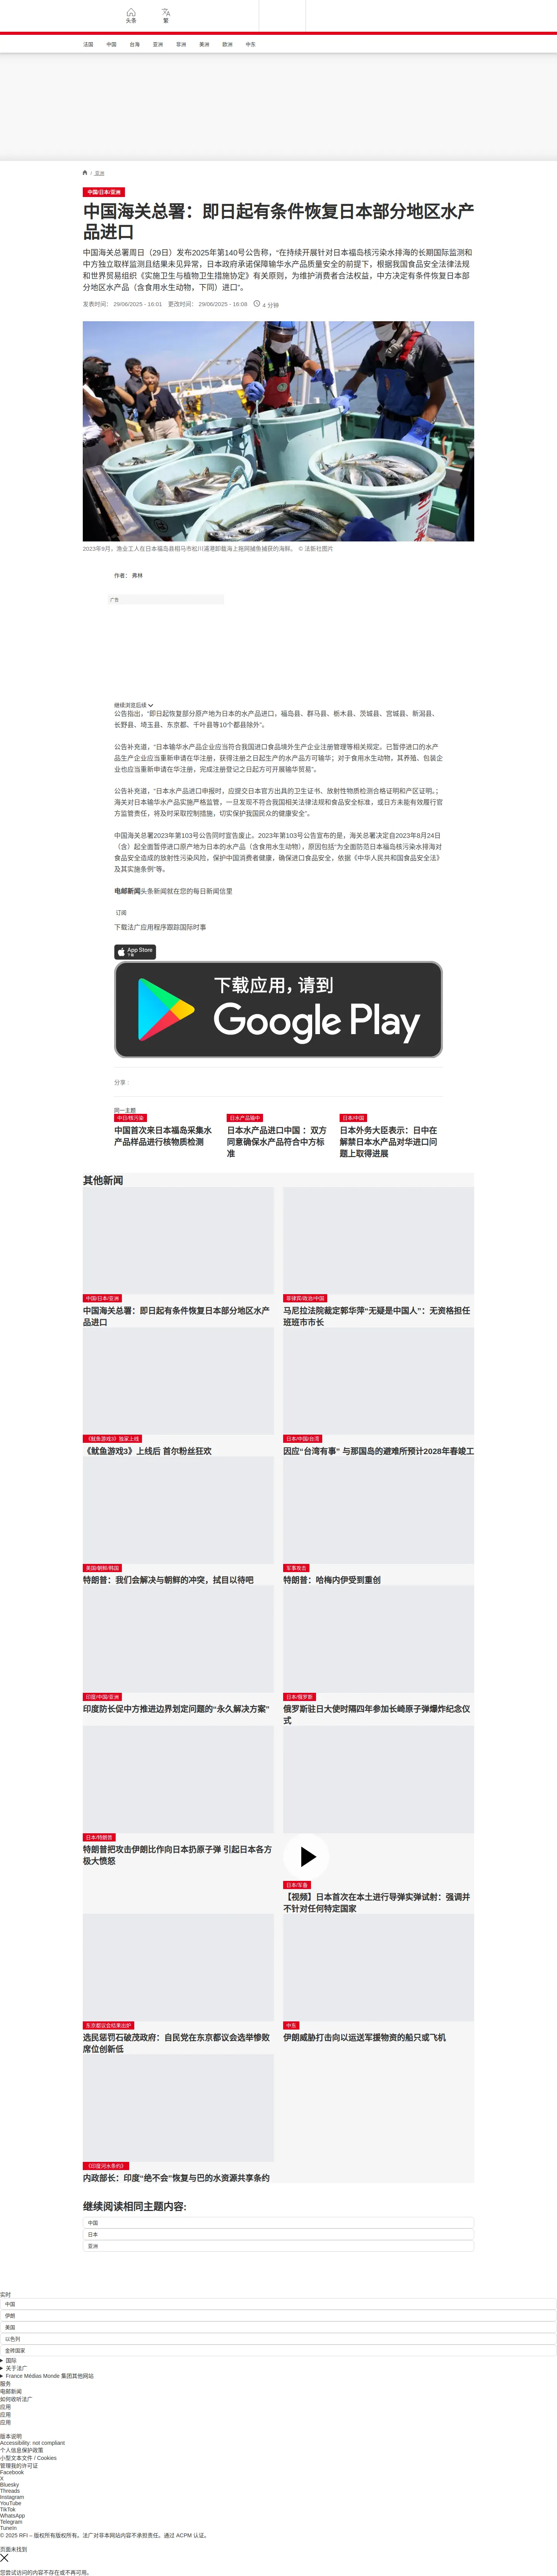 头条
繁
法国
中国
台海
亚洲
非洲
美洲
欧洲
中东
/ 亚洲
中国/日本/亚洲
中国海关总署：即日起有条件恢复日本部分地区水产
品进口
中国海关总署周日（29日）发布2025年第140号公告称，“在持续开展针对日本福岛核污染水排海的长期国际监测和
中方独立取样监测且结果未见异常，日本政府承诺保障输华水产品质量安全的前提下，根据我国食品安全法律法规
和世界贸易组织《实施卫生与植物卫生措施协定》有关原则，为维护消费者合法权益，中方决定有条件恢复日本部
分地区水产品（含食用水生动物，下同）进口”。
发表时间： 29/06/2025 - 16:01 更改时间： 29/06/2025 - 16:08 4 分钟
2023年9月，渔业工人在日本福岛县相马市松川浦港卸载海上拖网捕鱼捕获的海鲜。 © 法新社图片
作者： 弗林
广告
继续浏览后续
公告指出，“即日起恢复部分原产地为日本的水产品进口，福岛县、群马县、栃木县、茨城县、宫城县、新潟县、
长野县、埼玉县、东京都、千叶县等10个都县除外”。
公告补充道，“日本输华水产品企业应当符合我国进口食品境外生产企业注册管理等相关规定。已暂停进口的水产
品生产企业应当重新申请在华注册，获得注册之日起生产的水产品方可输华；对于食用水生动物，其养殖、包装企
业也应当重新申请在华注册，完成注册登记之日起方可开展输华贸易”。
公告补充道，“日本水产品进口申报时，应提交日本官方出具的卫生证书、放射性物质检测合格证明和产区证明。；
海关对日本输华水产品实施严格监管，一旦发现不符合我国相关法律法规和食品安全标准，或日方未能有效履行官
方监管责任，将及时采取控制措施，切实保护我国民众的健康安全”。
中国海关总署2023年第103号公告同时宣告废止。2023年第103号公告宣布的是，海关总署决定自2023年8月24日
（含）起全面暂停进口原产地为日本的水产品（含食用水生动物），原因包括“为全面防范日本福岛核污染水排海对
食品安全造成的放射性污染风险，保护中国消费者健康，确保进口食品安全，依据《中华人民共和国食品安全法》
及其实施条例”等。
电邮新闻头条新闻就在您的每日新闻信里
订阅
下载法广应用程序跟踪国际时事
App Store
下载
下载应用，请到
Google Play
分享 :
同一主题
中日/核污染
中国首次来日本福岛采集水
产品样品进行核物质检测
日水产品输中
日本水产品进口中国 ：双方
同意确保水产品符合中方标
准
日本/中国
日本外务大臣表示：日中在
解禁日本水产品对华进口问
题上取得进展
其他新闻
中国/日本/亚洲
中国海关总署：即日起有条件恢复日本部分地区水产
品进口
菲律宾/政治/中国
马尼拉法院裁定郭华萍“无疑是中国人”：无资格担任
班班市市长
《鱿鱼游戏3》独家上线
《鱿鱼游戏3》上线后 首尔粉丝狂欢
日本/中国/台湾
因应"台湾有事" 与那国岛的避难所预计2028年春竣工
美国/朝鲜/韩国
特朗普：我们会解决与朝鲜的冲突，拭目以待吧
军事攻击
特朗普：哈梅内伊受到重创
印度/中国/亚洲
印度防长促中方推进边界划定问题的“永久解决方案”
日本/俄罗斯
俄罗斯驻日大使时隔四年参加长崎原子弹爆炸纪念仪
式
日本/特朗普
特朗普把攻击伊朗比作向日本扔原子弹 引起日本各方
极大愤怒
日本/军备
【视频】日本首次在本土进行导弹实弹试射：强调并
不针对任何特定国家
东京都议会结果出炉
选民惩罚石破茂政府：自民党在东京都议会选举惨败
席位创新低
中东
伊朗威胁打击向以运送军援物资的船只或飞机
《印度河水条约》
内政部长：印度“绝不会”恢复与巴的水资源共享条约
继续阅读相同主题内容:
中国
日本
亚洲
实时
中国
伊朗
美国
以色列
金砖国家
国际
关于法广
France Médias Monde 集团其他网站
服务
电邮新闻
如何收听法广
应用
应用
应用
版本说明
Accessibility: not compliant
个人信息保护政策
小型文本文件 / Cookies
管理我的许可证
Facebook
X
Bluesky
Threads
Instagram
YouTube
TikTok
WhatsApp
Telegram
TuneIn
© 2025 RFI – 版权所有版权所有。法广对非本网站内容不承担责任。通过 ACPM 认证。
页面未找到
您尝试访问的内容不存在或不再可用。